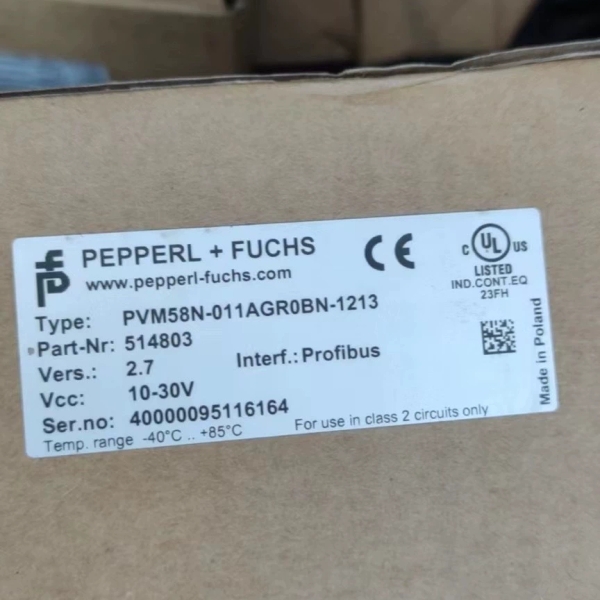 PEPPERL + FUCHS
www.pepperl-fuchs.com
CE
c UL US
LISTED
IND.CONT.EQ
23FH
Type: PVM58N-011AGR0BN-1213
Part-Nr: 514803
Vers.: 2.7
Interf.: Profibus
Vcc: 10-30V
Ser.no: 40000095116164
Temp. range -40°C .. +85°C
For use in class 2 circuits only
Made in Poland